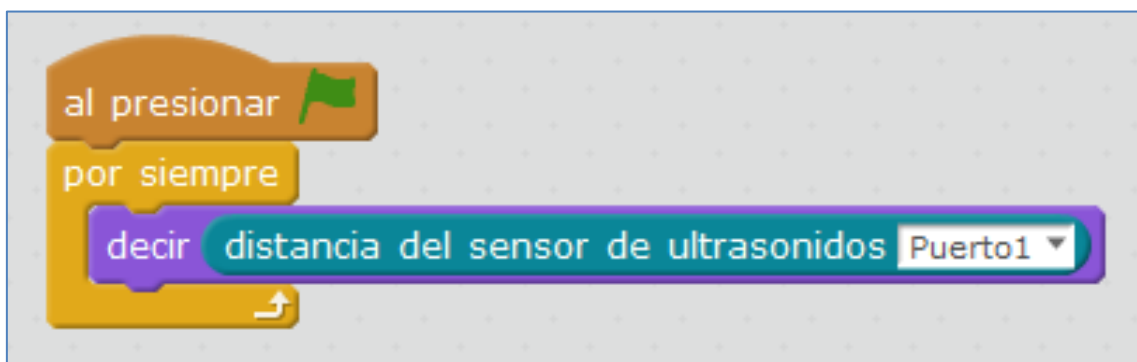 al presionar
por siempre
decir distancia del sensor de ultrasonidos Puerto1